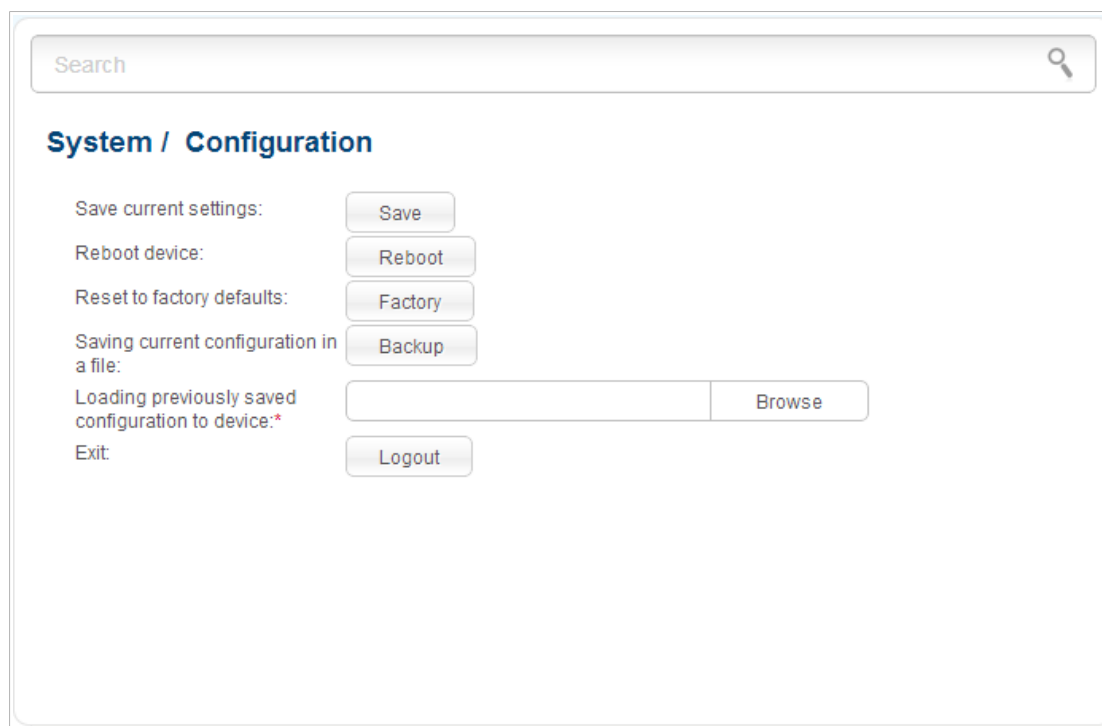 Search
System / Configuration
Save current settings:
Save
Reboot device:
Reboot
Reset to factory defaults:
Factory
Saving current configuration in
a file:
Backup
Loading previously saved
configuration to device:*
Browse
Exit:
Logout